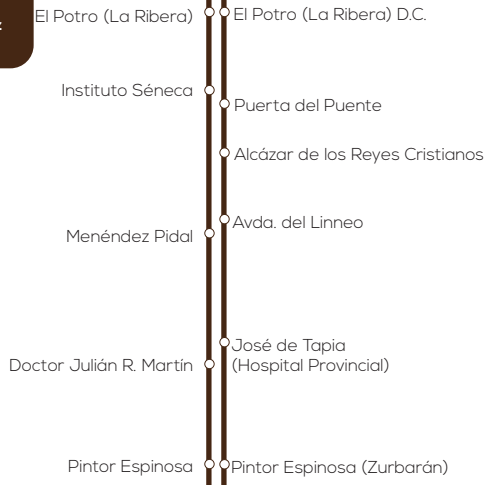 El Potro (La Ribera)
El Potro (La Ribera) D.C.
Instituto Séneca
Puerta del Puente
Alcázar de los Reyes Cristianos
Avda. del Linneo
Menéndez Pidal
José de Tapia
(Hospital Provincial)
Doctor Julián R. Martín
Pintor Espinosa
Pintor Espinosa (Zurbarán)